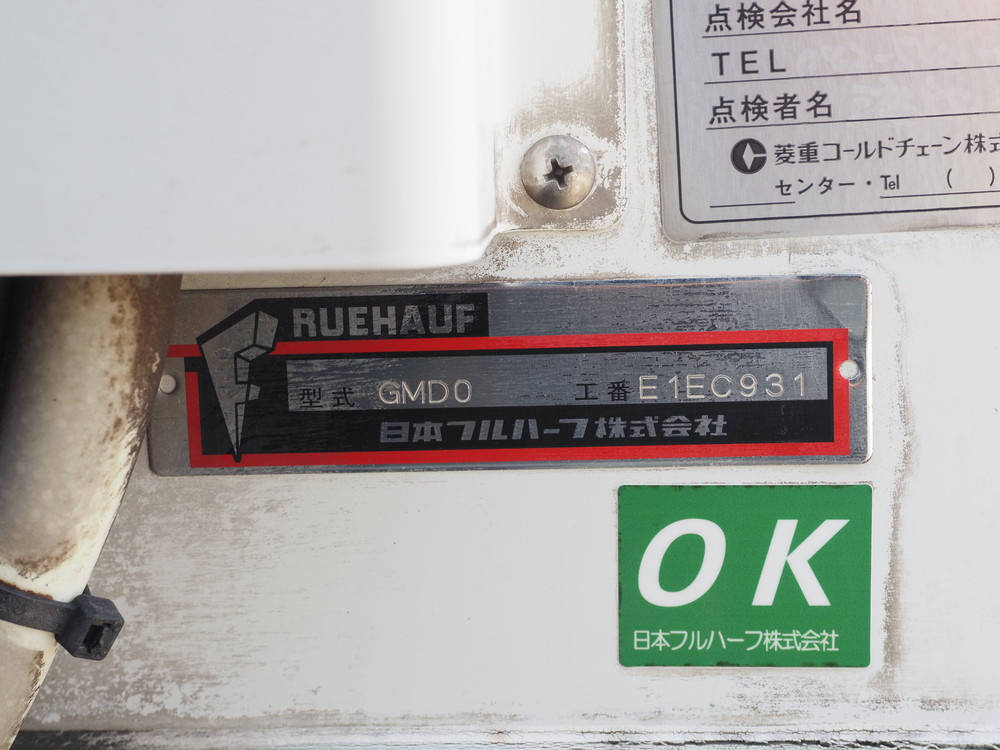 点検会社名
TEL
点検者名
菱重コールドチェーン株式
センター・Tel ( )
FRUEHAUF
型式 GMD0 工番 E1EC931
日本フルハーフ株式会社
OK
日本フルハーフ株式会社